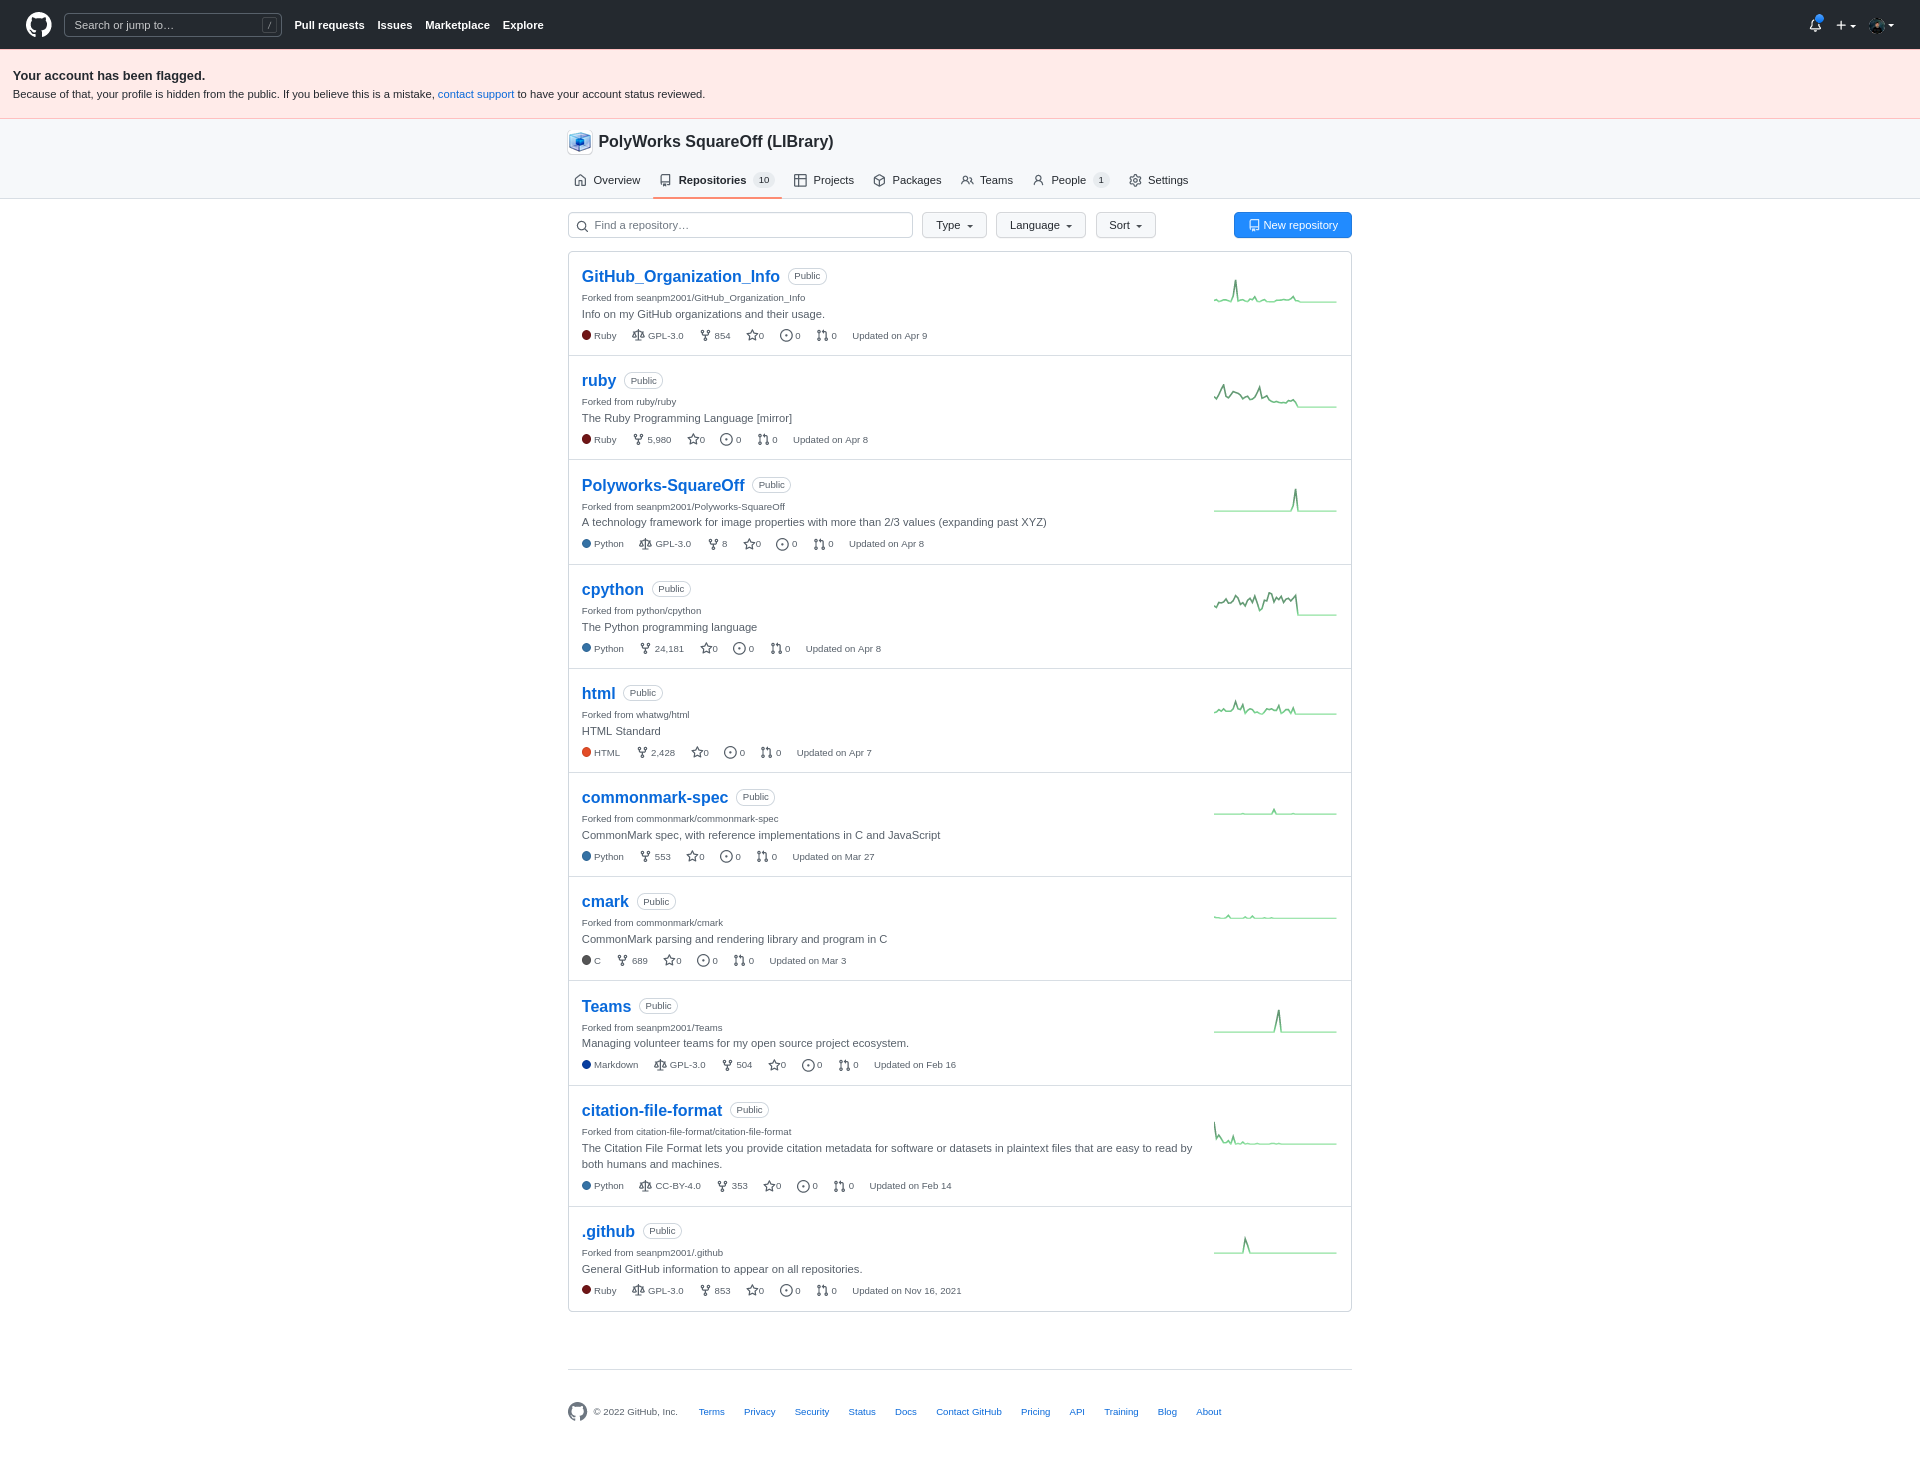 Search or jump to… /
Pull requests Issues Marketplace Explore
Your account has been flagged.
Because of that, your profile is hidden from the public. If you believe this is a mistake, contact support to have your account status reviewed.
PolyWorks SquareOff (LIBrary)
Overview Repositories 10 Projects Packages Teams People 1 Settings
Find a repository… Type Language Sort New repository
GitHub_Organization_Info Public
Forked from seanpm2001/GitHub_Organization_Info
Info on my GitHub organizations and their usage.
Ruby GPL-3.0 854 0 0 0 Updated on Apr 9
ruby Public
Forked from ruby/ruby
The Ruby Programming Language [mirror]
Ruby 5,980 0 0 0 Updated on Apr 8
Polyworks-SquareOff Public
Forked from seanpm2001/Polyworks-SquareOff
A technology framework for image properties with more than 2/3 values (expanding past XYZ)
Python GPL-3.0 8 0 0 0 Updated on Apr 8
cpython Public
Forked from python/cpython
The Python programming language
Python 24,181 0 0 0 Updated on Apr 8
html Public
Forked from whatwg/html
HTML Standard
HTML 2,428 0 0 0 Updated on Apr 7
commonmark-spec Public
Forked from commonmark/commonmark-spec
CommonMark spec, with reference implementations in C and JavaScript
Python 553 0 0 0 Updated on Mar 27
cmark Public
Forked from commonmark/cmark
CommonMark parsing and rendering library and program in C
C 689 0 0 0 Updated on Mar 3
Teams Public
Forked from seanpm2001/Teams
Managing volunteer teams for my open source project ecosystem.
Markdown GPL-3.0 504 0 0 0 Updated on Feb 16
citation-file-format Public
Forked from citation-file-format/citation-file-format
The Citation File Format lets you provide citation metadata for software or datasets in plaintext files that are easy to read by
both humans and machines.
Python CC-BY-4.0 353 0 0 0 Updated on Feb 14
.github Public
Forked from seanpm2001/.github
General GitHub information to appear on all repositories.
Ruby GPL-3.0 853 0 0 0 Updated on Nov 16, 2021
© 2022 GitHub, Inc. Terms Privacy Security Status Docs Contact GitHub Pricing API Training Blog About